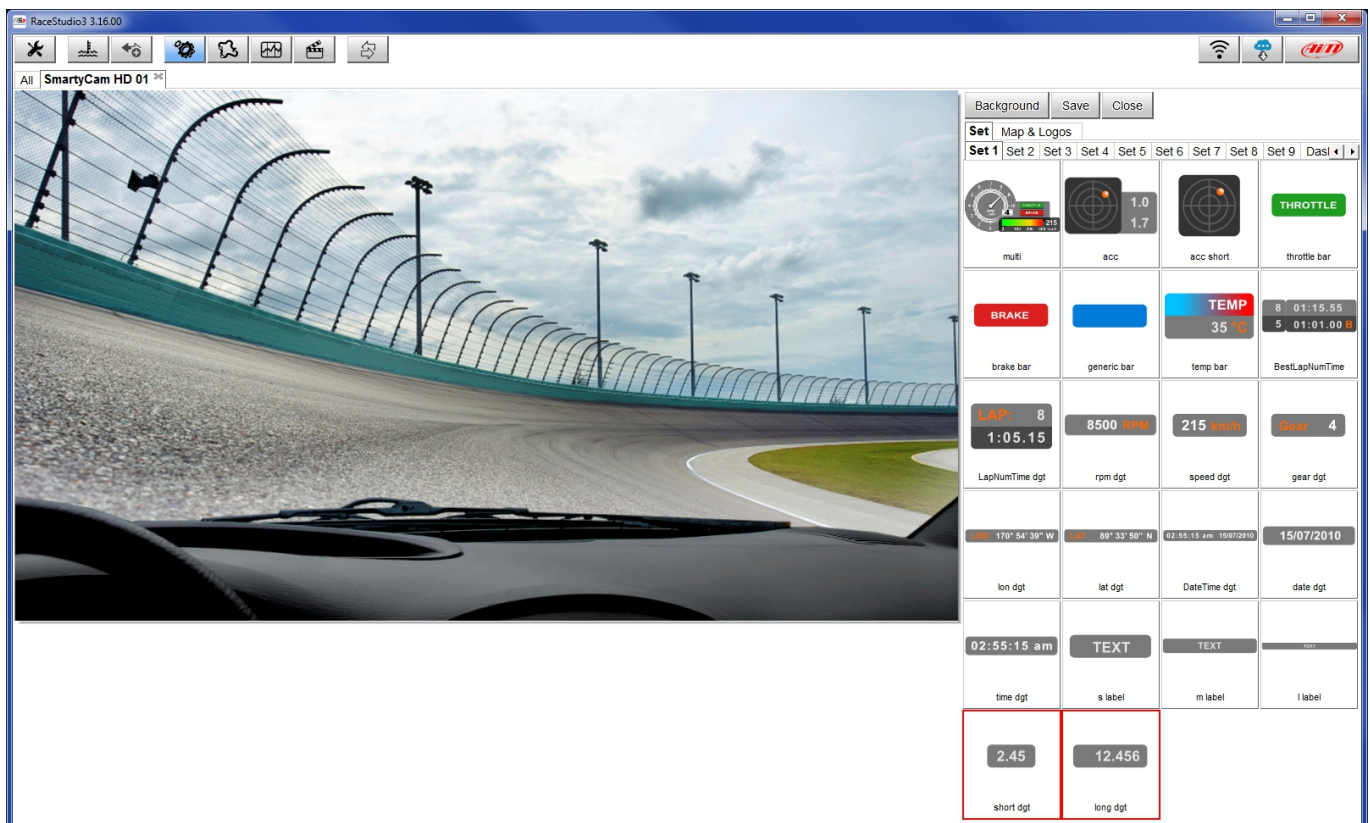 RaceStudio3 3.16.00
AiM
All SmartyCam HD 01
Background Save Close
Set Map & Logos
Set 1 Set 2 Set 3 Set 4 Set 5 Set 6 Set 7 Set 8 Set 9 Dasl
4 215
1.0
1.7
THROTTLE
multi acc acc short throttle bar
BRAKE
TEMP
35 °C
8 01:15.55
5 01:01.00 B
brake bar generic bar temp bar BestLapNumTime
LAP: 8
1:05.15
8500 RPM
215 km/h
Gear 4
LapNumTime dgt rpm dgt speed dgt gear dgt
LON 170° 54' 39" W
LAT 89° 33' 50" N
02:55:15 am 15/07/2010
15/07/2010
lon dgt lat dgt DateTime dgt date dgt
02:55:15 am
TEXT
TEXT
TEXT
time dgt s label m label l label
2.45
12.456
short dgt long dgt